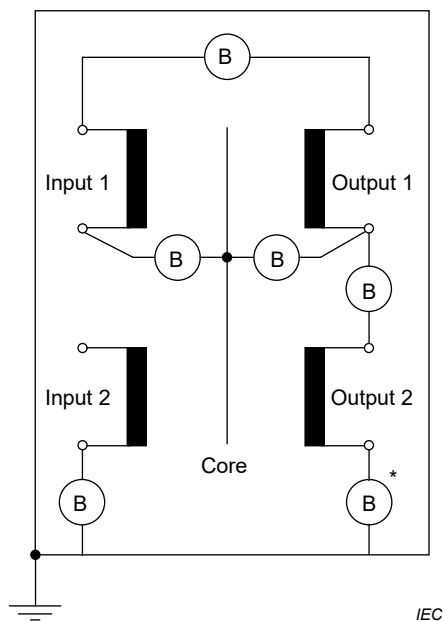 B
Input 1
Output 1
B
B
B
Input 2
Output 2
Core
B
B *
IEC